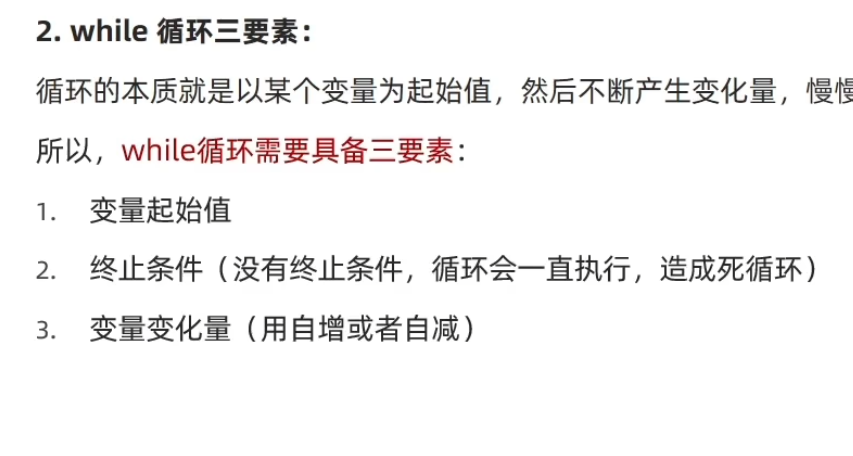 2. while 循环三要素：
循环的本质就是以某个变量为起始值，然后不断产生变化量，慢慢
所以，while循环需要具备三要素：
1. 变量起始值
2. 终止条件（没有终止条件，循环会一直执行，造成死循环）
3. 变量变化量（用自增或者自减）